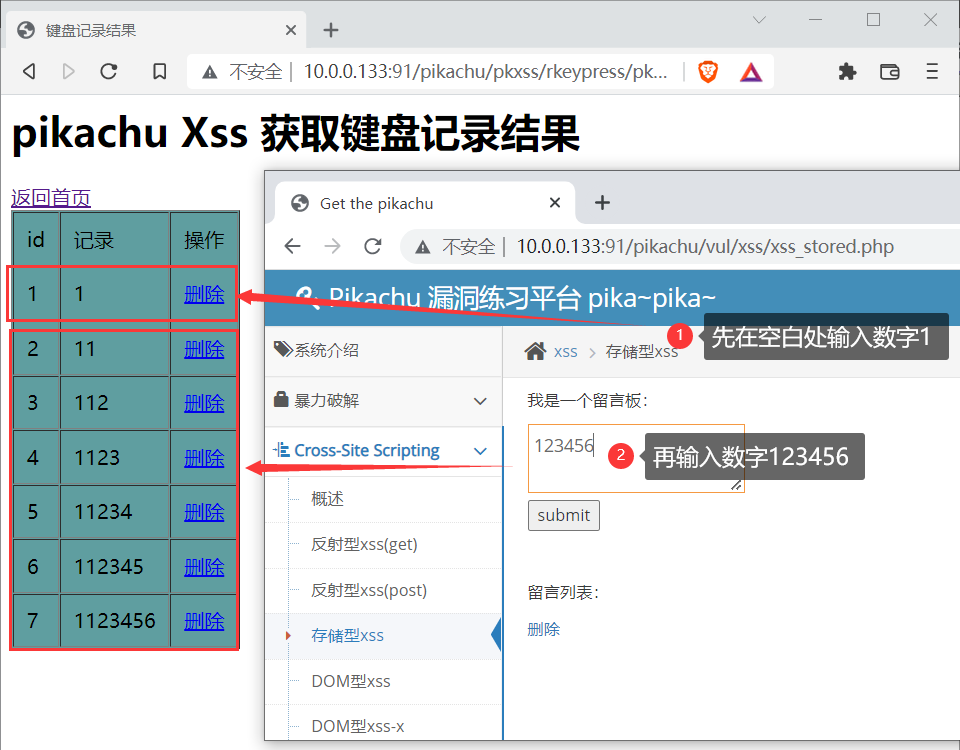 键盘记录结果
不安全 10.0.0.133:91/pikachu/pkxss/rkeypress/pk...
pikachu Xss 获取键盘记录结果
返回首页
id 记录 操作
1 1 删除
2 11 删除
3 112 删除
4 1123 删除
5 11234 删除
6 112345 删除
7 1123456 删除
Get the pikachu
不安全 10.0.0.133:91/pikachu/vul/xss/xss_stored.php
Pikachu 漏洞练习平台 pika~pika~
系统介绍
暴力破解
Cross-Site Scripting
概述
反射型xss(get)
反射型xss(post)
存储型xss
DOM型xss
DOM型xss-x
xss 存储型xss
1 先在空白处输入数字1
我是一个留言板：
123456
2 再输入数字123456
submit
留言列表：
删除